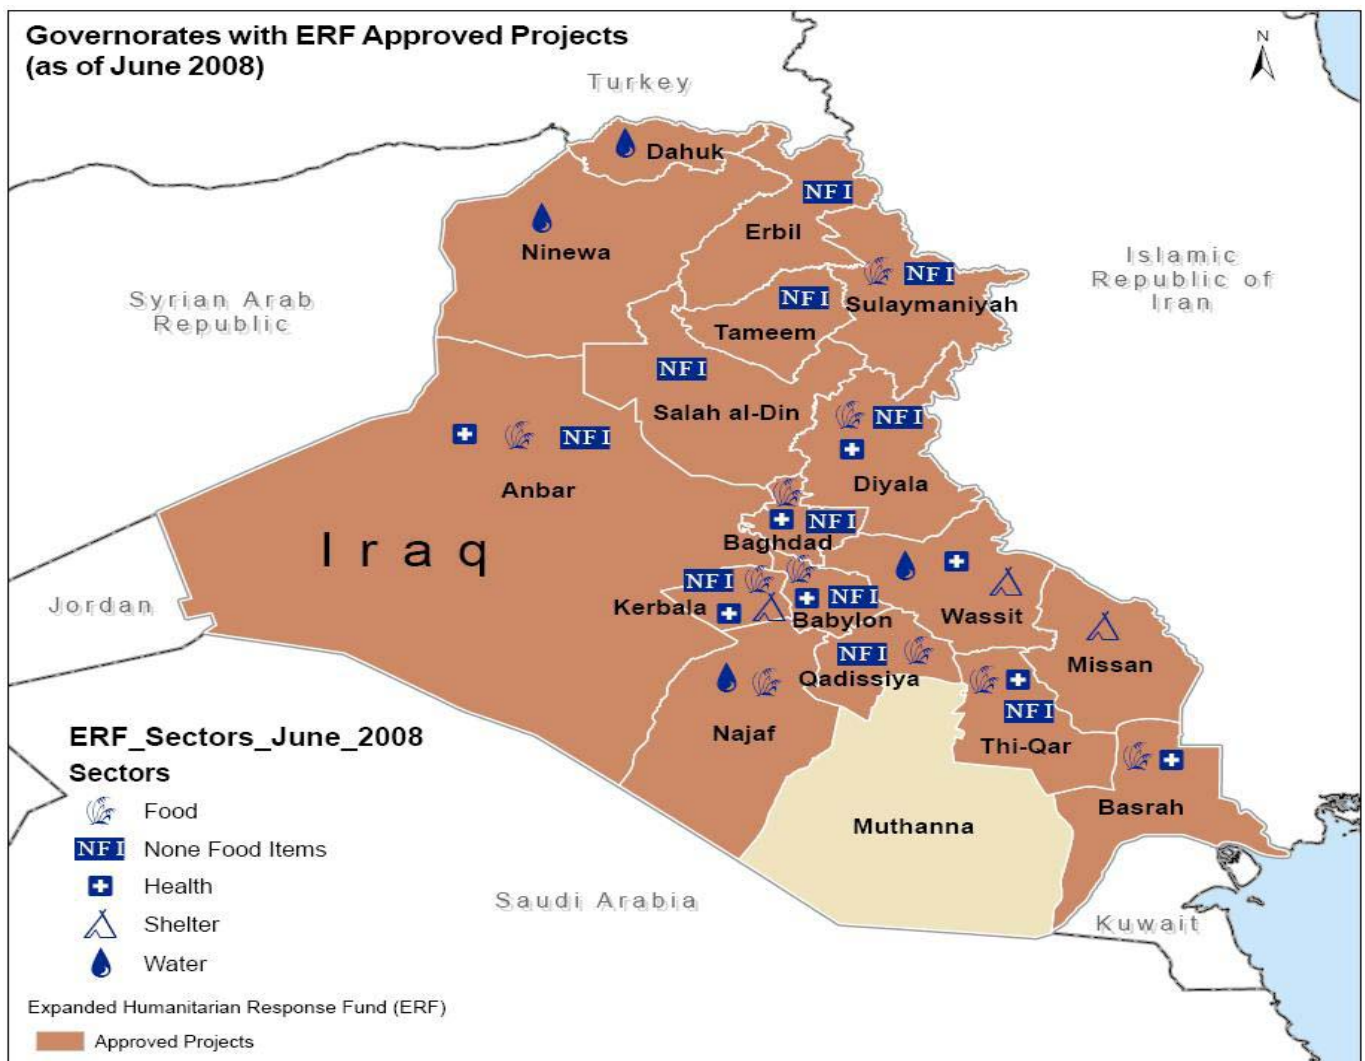 Governorates with ERF Approved Projects
(as of June 2008)
N
Turkey
Dahuk
NFI
Erbil
Ninewa
Islamic
Republic of
Iran
NFI
Sulaymaniyah
Syrian Arab
Republic
NFI
Tameem
NFI
Salah al-Din
NFI
NFI
Anbar
Diyala
NFI
Baghdad
Iraq
NFI
Kerbala
NFI
Babylon
Wassit
Jordan
NFI
Qadissiya
Missan
Najaf
NFI
Thi-Qar
Basrah
Muthanna
Saudi Arabia
Kuwait
ERF_Sectors_June_2008
Sectors
Food
NFI None Food Items
Health
Shelter
Water
Expanded Humanitarian Response Fund (ERF)
Approved Projects